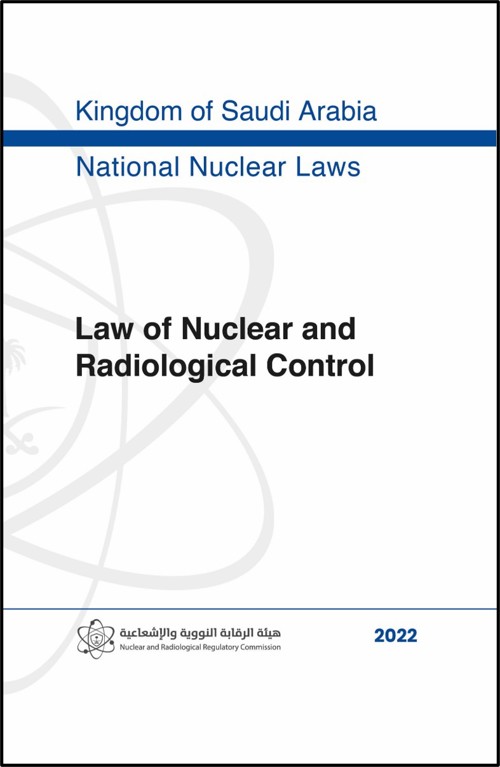 Kingdom of Saudi Arabia
National Nuclear Laws
Law of Nuclear and
Radiological Control
هيئة الرقابة النووية والإشعاعية
Nuclear and Radiological Regulatory Commission
2022